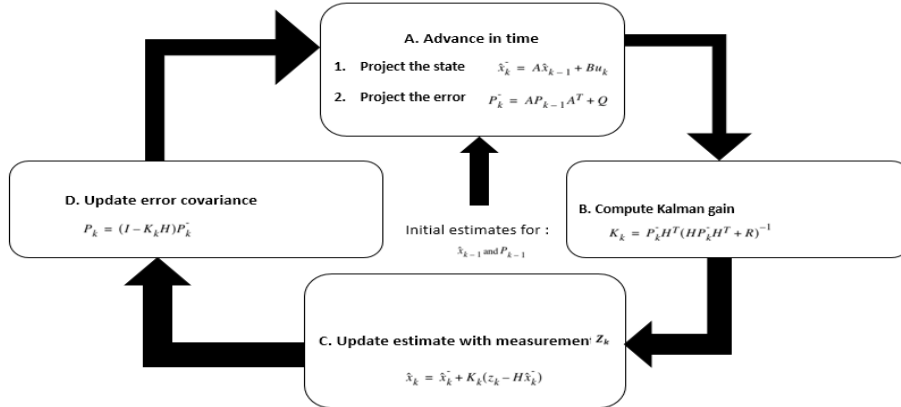 A. Advance in time
1. Project the state x̂ₖ⁻ = Ax̂ₖ₋₁ + Buₖ
2. Project the error Pₖ⁻ = APₖ₋₁Aᵀ + Q
D. Update error covariance
Pₖ = (I – KₖH)Pₖ⁻
B. Compute Kalman gain
Kₖ = Pₖ⁻Hᵀ(HPₖ⁻Hᵀ + R)⁻¹
Initial estimates for :
x̂ₖ₋₁ and Pₖ₋₁
C. Update estimate with measuremen Zₖ
x̂ₖ = x̂ₖ⁻ + Kₖ(zₖ – Hx̂ₖ⁻)